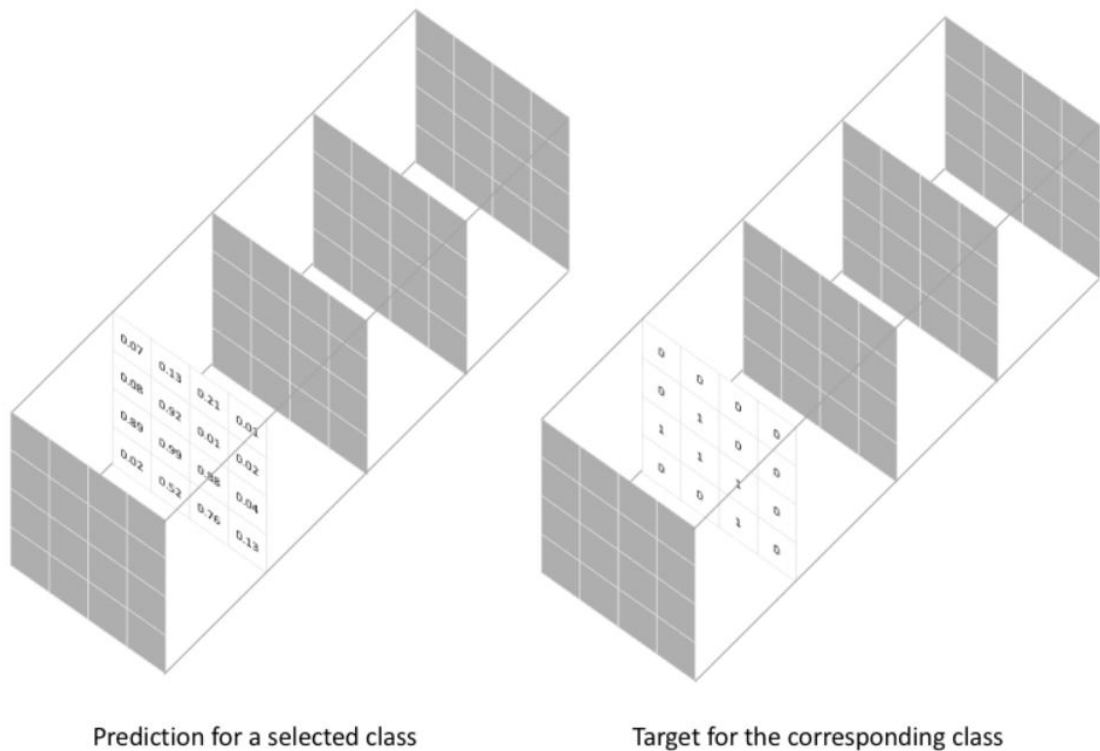 0.07 0.13 0.21 0.01
0.08 0.92 0.01 0.02
0.89 0.99 0.88 0.04
0.02 0.52 0.76 0.13
0 0 0 0
0 1 0 0
1 1 1 0
0 0 1 0
Prediction for a selected class
Target for the corresponding class